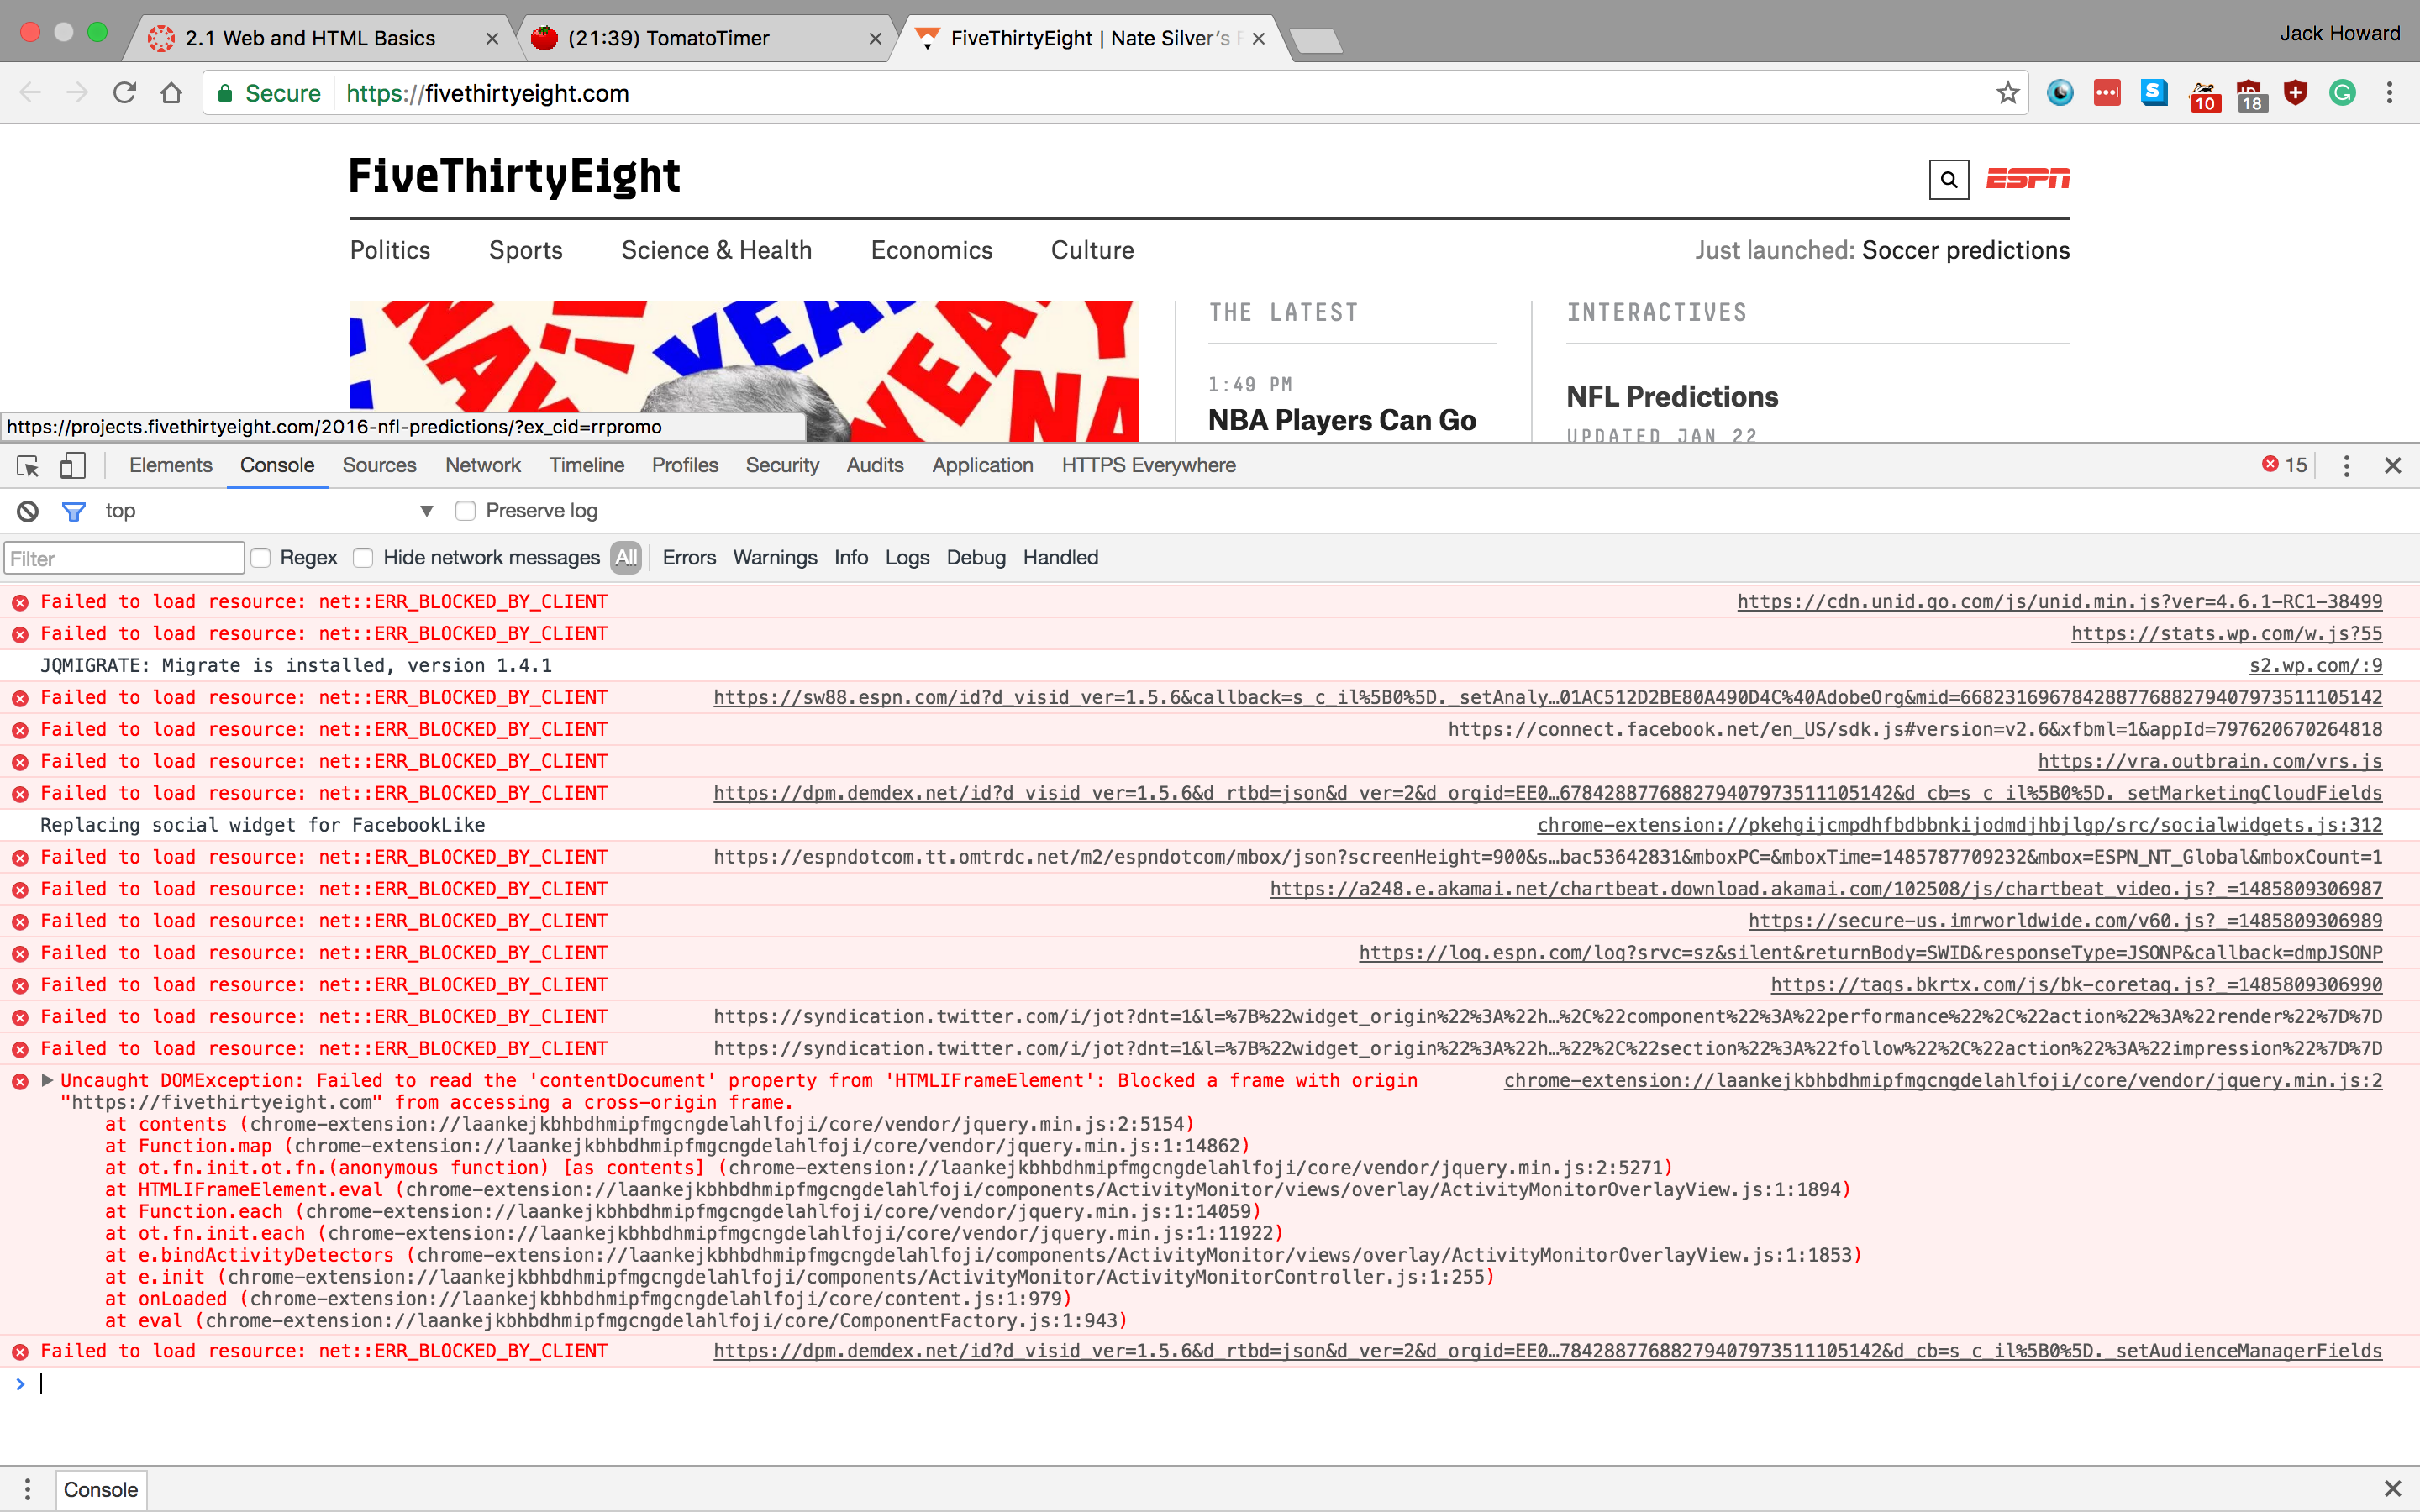 2.1 Web and HTML Basics
(21:39) TomatoTimer
FiveThirtyEight | Nate Silver's F
Jack Howard
Secure
https://fivethirtyeight.com
10
18
FiveThirtyEight
ESPN
Politics
Sports
Science & Health
Economics
Culture
Just launched: Soccer predictions
YEA
NA
THE LATEST
1:49 PM
NBA Players Can Go
INTERACTIVES
NFL Predictions
UPDATED JAN 22
https://projects.fivethirtyeight.com/2016-nfl-predictions/?ex_cid=rrpromo
Elements Console Sources Network Timeline Profiles Security Audits Application HTTPS Everywhere
15
top
Preserve log
Filter
Regex
Hide network messages
All Errors Warnings Info Logs Debug Handled
Failed to load resource: net::ERR_BLOCKED_BY_CLIENT https://cdn.unid.go.com/js/unid.min.js?ver=4.6.1-RC1-38499
Failed to load resource: net::ERR_BLOCKED_BY_CLIENT https://stats.wp.com/w.js?55
JQMIGRATE: Migrate is installed, version 1.4.1 s2.wp.com/:9
Failed to load resource: net::ERR_BLOCKED_BY_CLIENT https://sw88.espn.com/id?d_visid_ver=1.5.6&callback=s_c_il%5B0%5D._setAnaly…01AC512D2BE80A490D4C%40AdobeOrg&mid=66823169678428877688279407973511105142
Failed to load resource: net::ERR_BLOCKED_BY_CLIENT https://connect.facebook.net/en_US/sdk.js#version=v2.6&xfbml=1&appId=797620670264818
Failed to load resource: net::ERR_BLOCKED_BY_CLIENT https://vra.outbrain.com/vrs.js
Failed to load resource: net::ERR_BLOCKED_BY_CLIENT https://dpm.demdex.net/id?d_visid_ver=1.5.6&d_rtbd=json&d_ver=2&d_orgid=EE0…678428877688279407973511105142&d_cb=s_c_il%5B0%5D._setMarketingCloudFields
Replacing social widget for FacebookLike chrome-extension://pkehgijcmpdhfbdbbnkijodmdjhbjlgp/src/socialwidgets.js:312
Failed to load resource: net::ERR_BLOCKED_BY_CLIENT https://espndotcom.tt.omtrdc.net/m2/espndotcom/mbox/json?screenHeight=900&s…bac53642831&mboxPC=&mboxTime=1485787709232&mbox=ESPN_NT_Global&mboxCount=1
Failed to load resource: net::ERR_BLOCKED_BY_CLIENT https://a248.e.akamai.net/chartbeat.download.akamai.com/102508/js/chartbeat_video.js?_=1485809306987
Failed to load resource: net::ERR_BLOCKED_BY_CLIENT https://secure-us.imrworldwide.com/v60.js?_=1485809306989
Failed to load resource: net::ERR_BLOCKED_BY_CLIENT https://log.espn.com/log?srvc=sz&silent&returnBody=SWID&responseType=JSONP&callback=dmpJSONP
Failed to load resource: net::ERR_BLOCKED_BY_CLIENT https://tags.bkrtx.com/js/bk-coretag.js?_=1485809306990
Failed to load resource: net::ERR_BLOCKED_BY_CLIENT https://syndication.twitter.com/i/jot?dnt=1&l=%7B%22widget_origin%22%3A%22h…%2C%22component%22%3A%22performance%22%2C%22action%22%3A%22render%22%7D%7D
Failed to load resource: net::ERR_BLOCKED_BY_CLIENT https://syndication.twitter.com/i/jot?dnt=1&l=%7B%22widget_origin%22%3A%22h…%22%2C%22section%22%3A%22follow%22%2C%22action%22%3A%22impression%22%7D%7D
Uncaught DOMException: Failed to read the 'contentDocument' property from 'HTMLIFrameElement': Blocked a frame with origin chrome-extension://laankejkbhbdhmipfmgcngdelahlfoji/core/vendor/jquery.min.js:2
"https://fivethirtyeight.com" from accessing a cross-origin frame.
at contents (chrome-extension://laankejkbhbdhmipfmgcngdelahlfoji/core/vendor/jquery.min.js:2:5154)
at Function.map (chrome-extension://laankejkbhbdhmipfmgcngdelahlfoji/core/vendor/jquery.min.js:1:14862)
at ot.fn.init.ot.fn.(anonymous function) [as contents] (chrome-extension://laankejkbhbdhmipfmgcngdelahlfoji/core/vendor/jquery.min.js:2:5271)
at HTMLIFrameElement.eval (chrome-extension://laankejkbhbdhmipfmgcngdelahlfoji/components/ActivityMonitor/views/overlay/ActivityMonitorOverlayView.js:1:1894)
at Function.each (chrome-extension://laankejkbhbdhmipfmgcngdelahlfoji/core/vendor/jquery.min.js:1:14059)
at ot.fn.init.each (chrome-extension://laankejkbhbdhmipfmgcngdelahlfoji/core/vendor/jquery.min.js:1:11922)
at e.bindActivityDetectors (chrome-extension://laankejkbhbdhmipfmgcngdelahlfoji/components/ActivityMonitor/views/overlay/ActivityMonitorOverlayView.js:1:1853)
at e.init (chrome-extension://laankejkbhbdhmipfmgcngdelahlfoji/components/ActivityMonitor/ActivityMonitorController.js:1:255)
at onLoaded (chrome-extension://laankejkbhbdhmipfmgcngdelahlfoji/core/content.js:1:979)
at eval (chrome-extension://laankejkbhbdhmipfmgcngdelahlfoji/core/ComponentFactory.js:1:943)
Failed to load resource: net::ERR_BLOCKED_BY_CLIENT https://dpm.demdex.net/id?d_visid_ver=1.5.6&d_rtbd=json&d_ver=2&d_orgid=EE0…78428877688279407973511105142&d_cb=s_c_il%5B0%5D._setAudienceManagerFields
Console